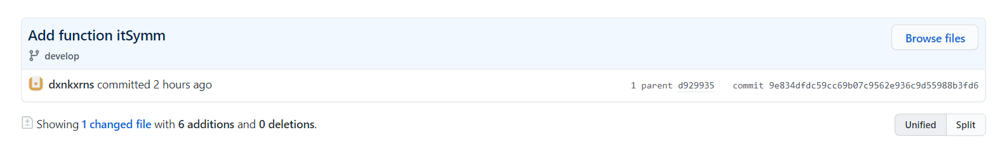 Add function itSymm
Browse files
develop
dxnkxrns committed 2 hours ago
1 parent d929935 commit 9e834dfdc59cc69b07c9562e936c9d55988b3fd6
Showing 1 changed file with 6 additions and 0 deletions.
Unified Split